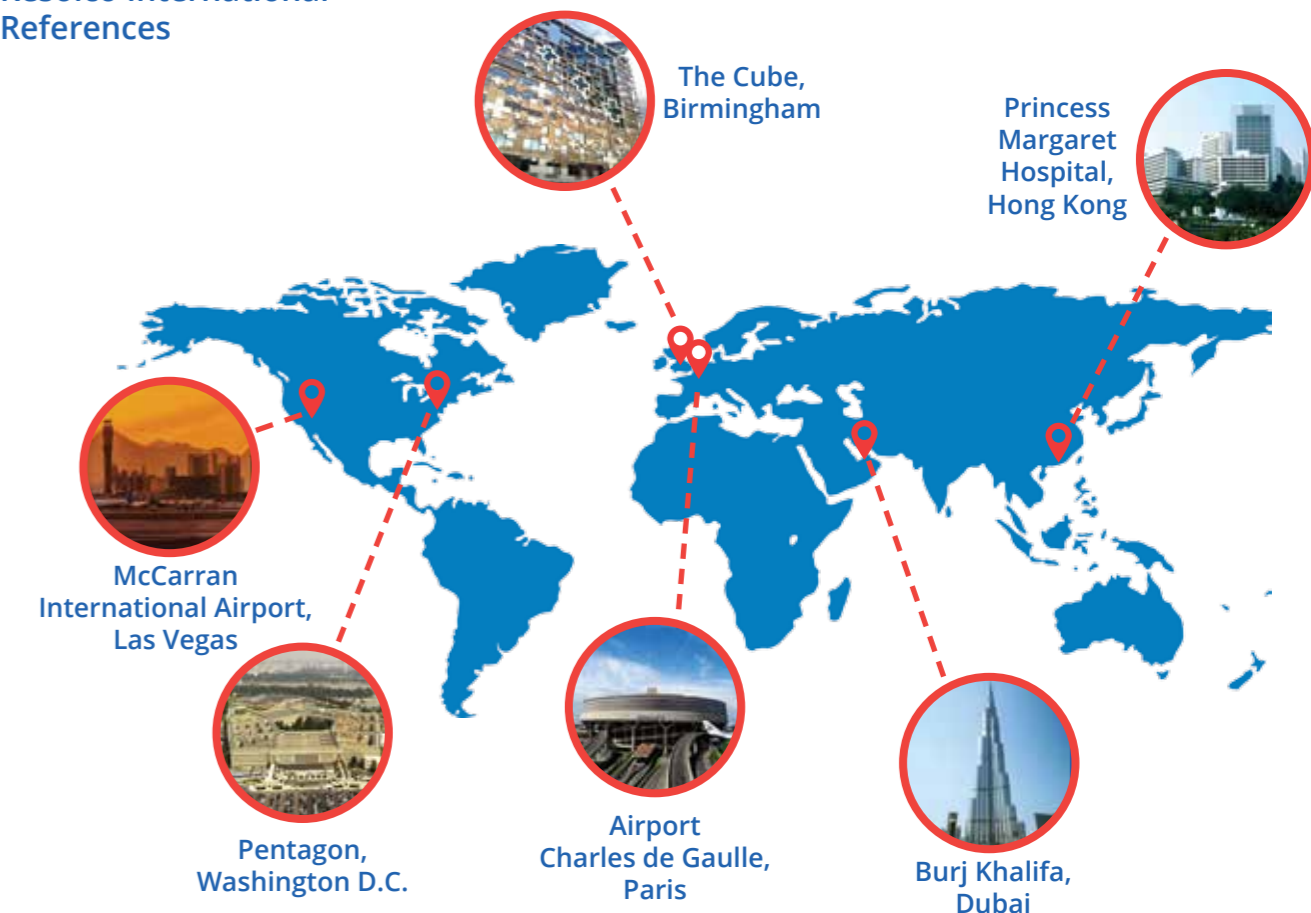 References
The Cube,
Birmingham
Princess
Margaret
Hospital,
Hong Kong
McCarran
International Airport,
Las Vegas
Pentagon,
Washington D.C.
Airport
Charles de Gaulle,
Paris
Burj Khalifa,
Dubai